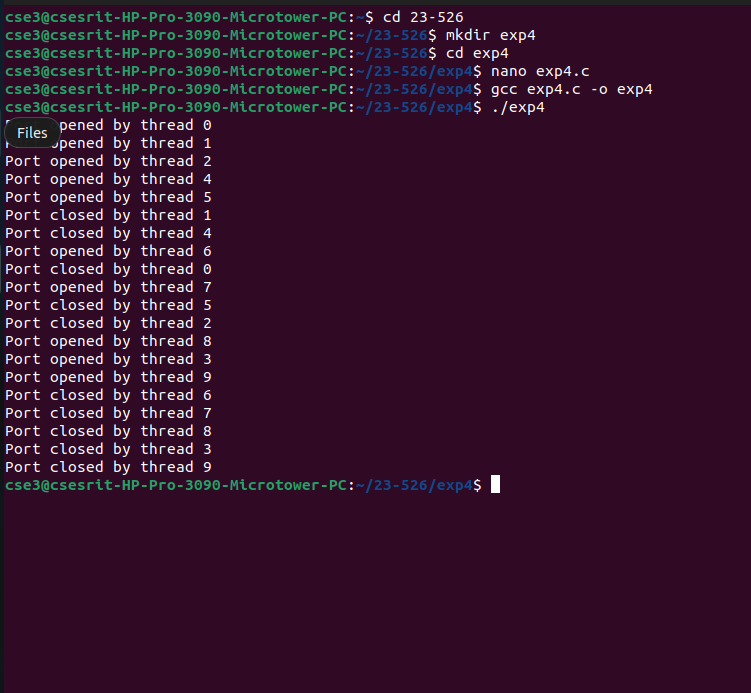 cse3@csesrit-HP-Pro-3090-Microtower-PC:~$ cd 23-526
cse3@csesrit-HP-Pro-3090-Microtower-PC:~/23-526$ mkdir exp4
cse3@csesrit-HP-Pro-3090-Microtower-PC:~/23-526$ cd exp4
cse3@csesrit-HP-Pro-3090-Microtower-PC:~/23-526/exp4$ nano exp4.c
cse3@csesrit-HP-Pro-3090-Microtower-PC:~/23-526/exp4$ gcc exp4.c -o exp4
cse3@csesrit-HP-Pro-3090-Microtower-PC:~/23-526/exp4$ ./exp4
opened by thread 0
Files
opened by thread 1
Port opened by thread 2
Port opened by thread 4
Port opened by thread 5
Port closed by thread 1
Port closed by thread 4
Port opened by thread 6
Port closed by thread 0
Port opened by thread 7
Port closed by thread 5
Port closed by thread 2
Port opened by thread 8
Port opened by thread 3
Port opened by thread 9
Port closed by thread 6
Port closed by thread 7
Port closed by thread 8
Port closed by thread 3
Port closed by thread 9
cse3@csesrit-HP-Pro-3090-Microtower-PC:~/23-526/exp4$